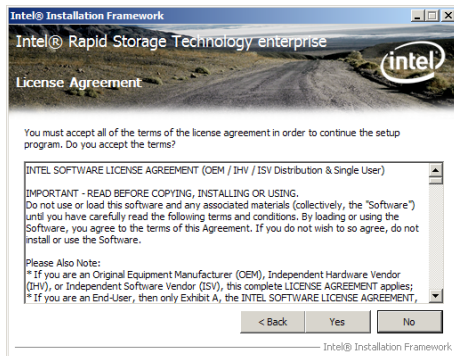 Intel® Installation Framework
Intel® Rapid Storage Technology enterprise
intel
License Agreement
You must accept all of the terms of the license agreement in order to continue the setup
program. Do you accept the terms?
INTEL SOFTWARE LICENSE AGREEMENT (OEM / IHV / ISV Distribution & Single User)
IMPORTANT - READ BEFORE COPYING, INSTALLING OR USING.
Do not use or load this software and any associated materials (collectively, the "Software")
until you have carefully read the following terms and conditions. By loading or using the
Software, you agree to the terms of this Agreement. If you do not wish to so agree, do not
install or use the Software.
Please Also Note:
* If you are an Original Equipment Manufacturer (OEM), Independent Hardware Vendor
(IHV), or Independent Software Vendor (ISV), this complete LICENSE AGREEMENT applies;
* If you are an End-User, then only Exhibit A, the INTEL SOFTWARE LICENSE AGREEMENT,
< Back Yes No
Intel® Installation Framework